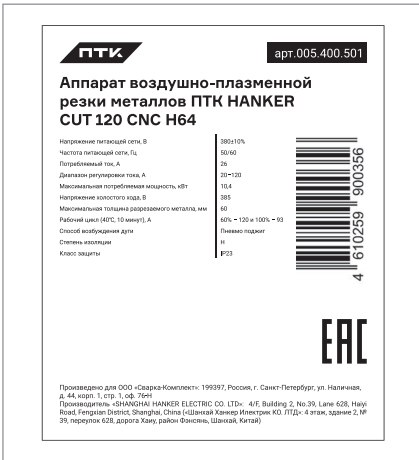 ПТК
арт.005.400.501
Аппарат воздушно-плазменной
резки металлов ПТК HANKER
CUT 120 CNC H64
Напряжение питающей сети, В 380±10%
Частота питающей сети, Гц 50/60
Потребляемый ток, А 26
Диапазон регулировки тока, А 20–120
Максимальная потребляемая мощность, кВт 10,4
Напряжение холостого хода, В 385
Максимальная толщина разрезаемого металла, мм 60
Рабочий цикл (40℃, 10 минут), А 60% – 120 и 100% – 93
Способ возбуждения дуги Пневмо поджиг
Степень изоляции H
Класс защиты IP23
4 610259 900356
EAC
Произведено для ООО «Сварка-Комплект»: 199397, Россия, г. Санкт-Петербург, ул. Наличная,
д. 44, корп. 1, стр. 1, оф. 76-Н
Производитель «SHANGHAI HANKER ELECTRIC CO. LTD»: 4/F, Building 2, No.39, Lane 628, Haiyi
Road, Fengxian District, Shanghai, China («Шанхай Ханкер Илектрик КО. ЛТД»: 4 этаж, здание 2, №
39, переулок 628, дорога Хаиу, район Фэнсянь, Шанхай, Китай)